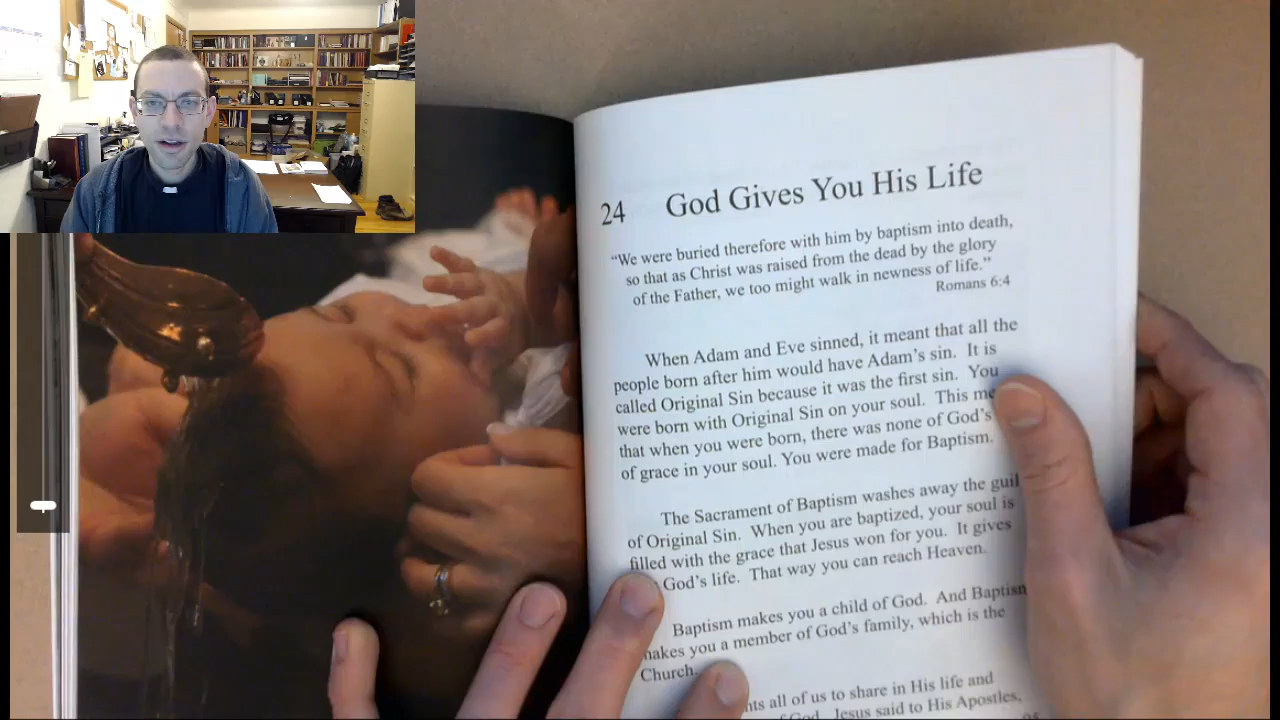 24 God Gives You His Life
“We were buried therefore with him by baptism into death,
so that as Christ was raised from the dead by the glory
of the Father, we too might walk in newness of life.”
Romans 6:4
When Adam and Eve sinned, it meant that all the
people born after him would have Adam’s sin. It is
called Original Sin because it was the first sin. You
were born with Original Sin on your soul. This me
that when you were born, there was none of God’s
of grace in your soul. You were made for Baptism.
The Sacrament of Baptism washes away the guil
of Original Sin. When you are baptized, your soul is
filled with the grace that Jesus won for you. It gives
God’s life. That way you can reach Heaven.
Baptism makes you a child of God. And Baptism
makes you a member of God’s family, which is the
Church.
nts all of us to share in His life and
of God. Jesus said to His Apostles,